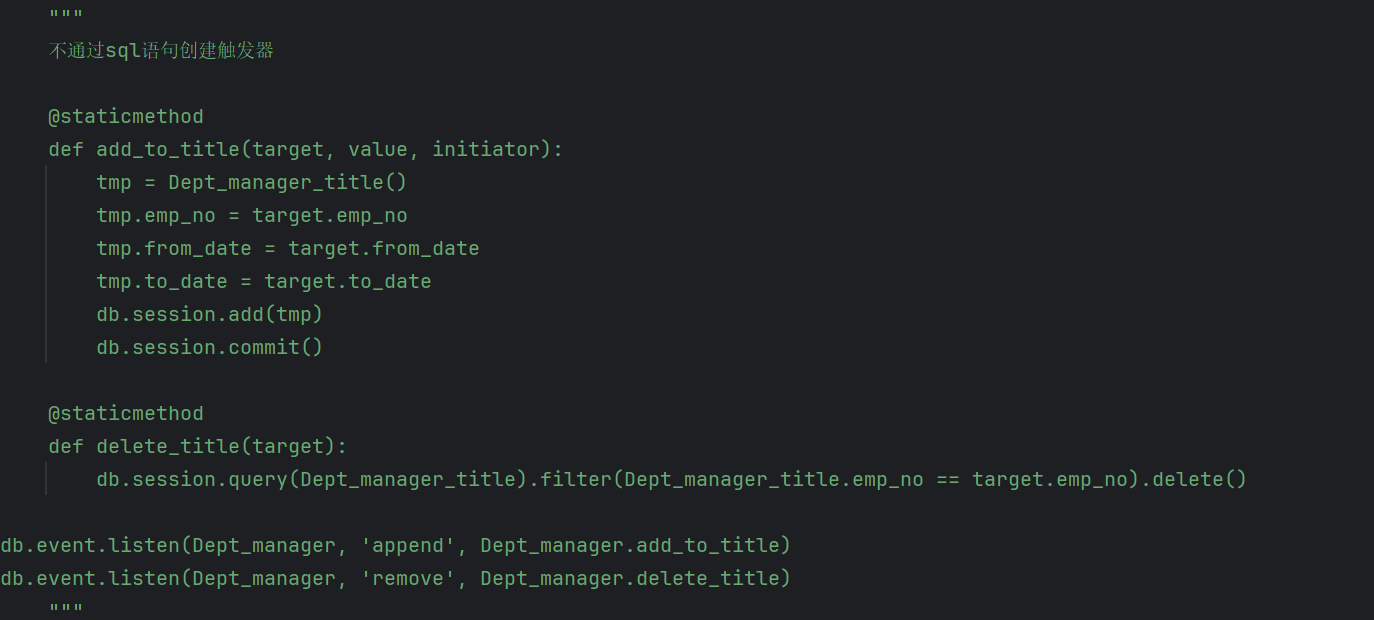 """
不通过sql语句创建触发器
@staticmethod
def add_to_title(target, value, initiator):
    tmp = Dept_manager_title()
    tmp.emp_no = target.emp_no
    tmp.from_date = target.from_date
    tmp.to_date = target.to_date
    db.session.add(tmp)
    db.session.commit()
@staticmethod
def delete_title(target):
    db.session.query(Dept_manager_title).filter(Dept_manager_title.emp_no == target.emp_no).delete()
db.event.listen(Dept_manager, 'append', Dept_manager.add_to_title)
db.event.listen(Dept_manager, 'remove', Dept_manager.delete_title)
"""